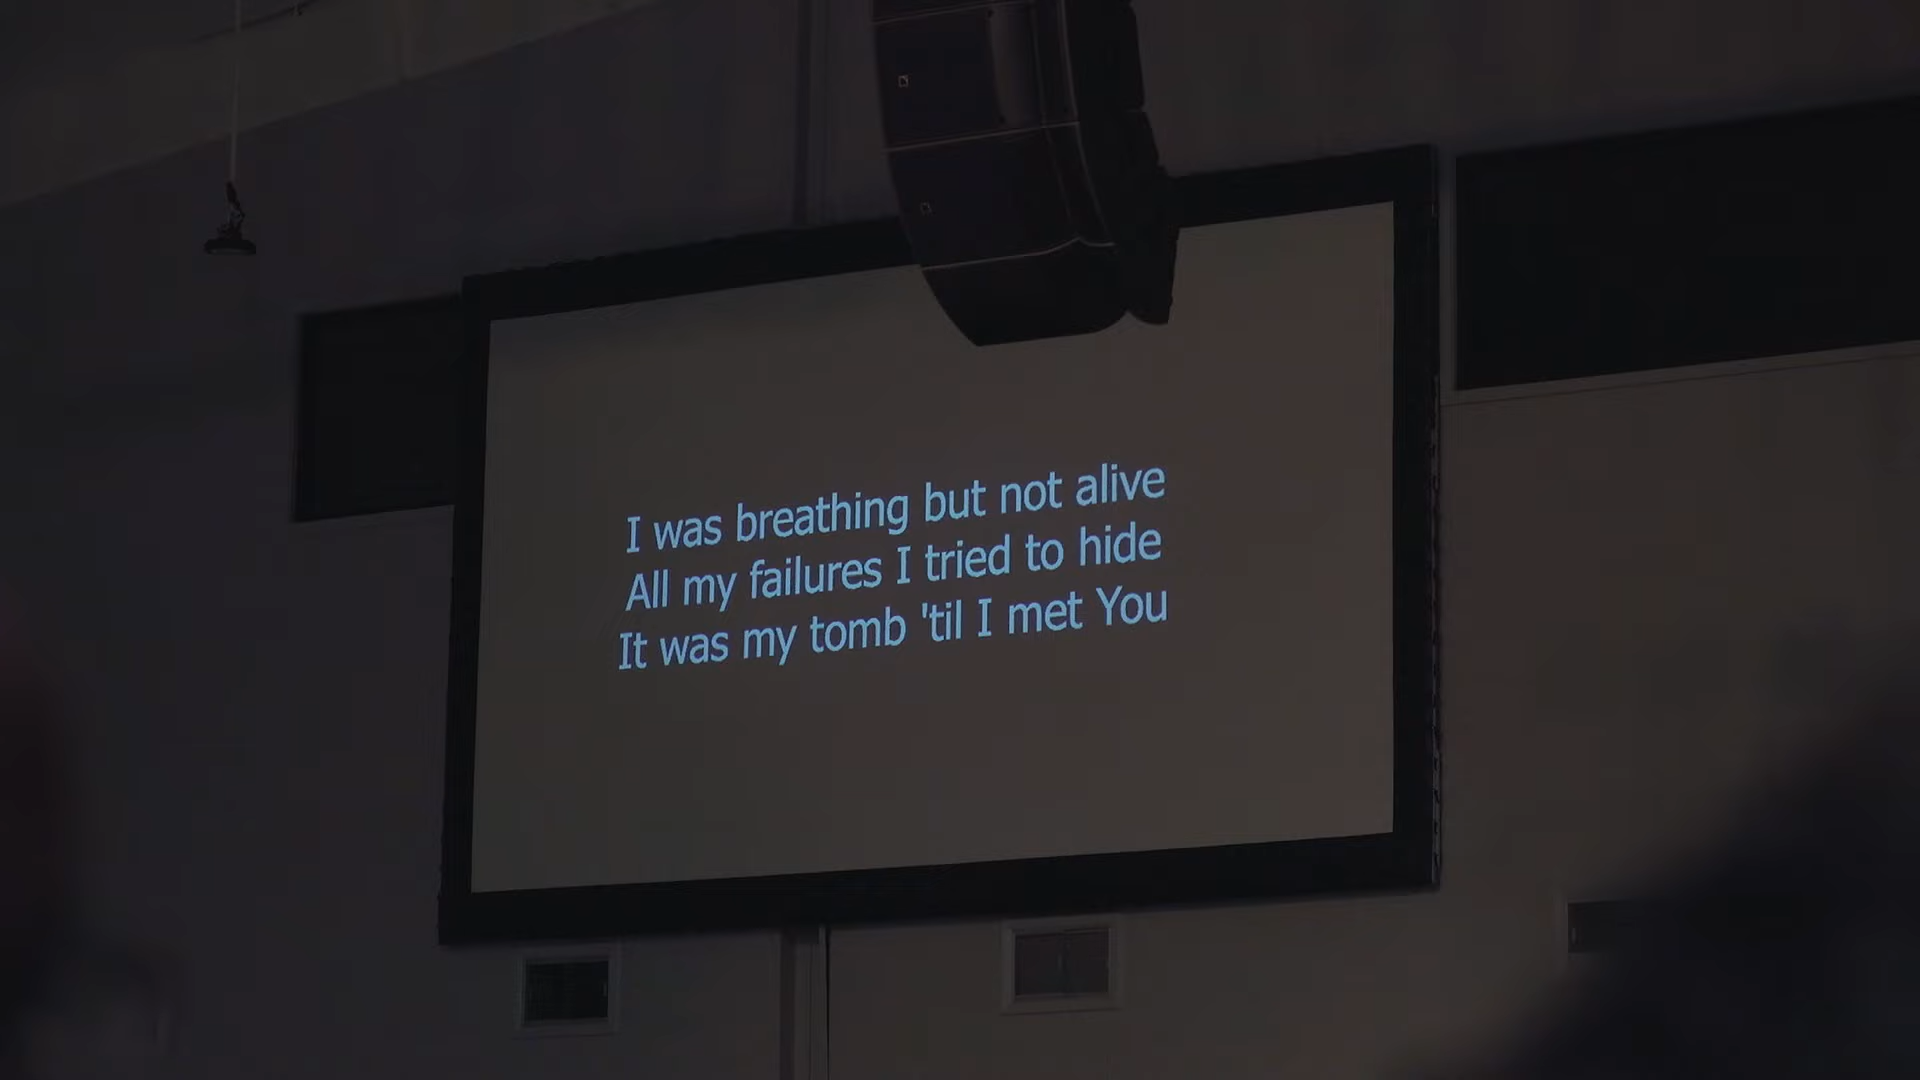 I was breathing but not alive
All my failures I tried to hide
It was my tomb 'til I met You